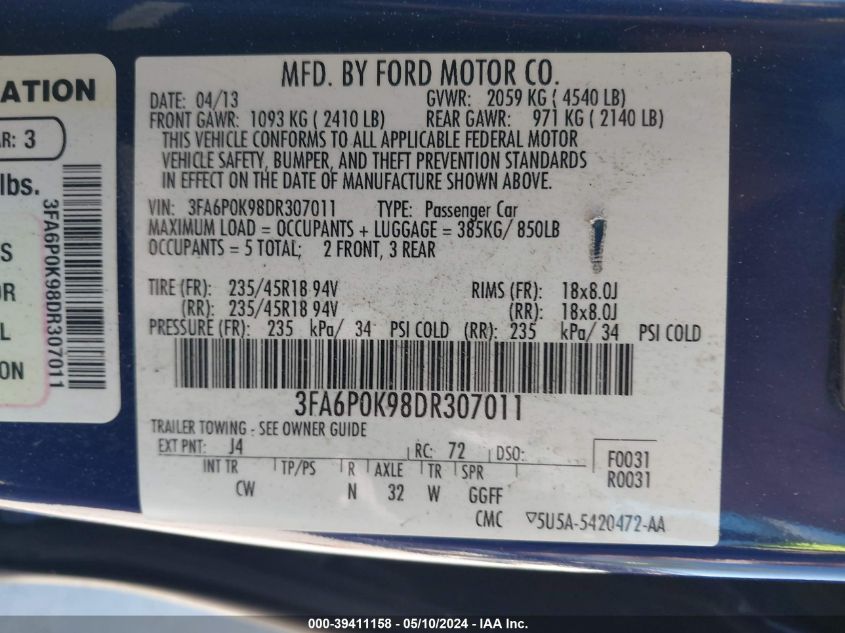 ATION
AR: 3
lbs.
3FA6P0K98DR307011
S
OR
L
ON
MFD. BY FORD MOTOR CO.
DATE: 04/13 GVWR: 2059 KG ( 4540 LB)
FRONT GAWR: 1093 KG ( 2410 LB) REAR GAWR: 971 KG ( 2140 LB)
THIS VEHICLE CONFORMS TO ALL APPLICABLE FEDERAL MOTOR
VEHICLE SAFETY, BUMPER, AND THEFT PREVENTION STANDARDS
IN EFFECT ON THE DATE OF MANUFACTURE SHOWN ABOVE.
VIN: 3FA6P0K98DR307011 TYPE: Passenger Car
MAXIMUM LOAD = OCCUPANTS + LUGGAGE = 385KG/ 850LB
OCCUPANTS = 5 TOTAL; 2 FRONT, 3 REAR
TIRE (FR): 235/45R18 94V RIMS (FR): 18x8.0J
(RR): 235/45R18 94V (RR): 18x8.0J
PRESSURE (FR): 235 kPa/ 34 PSI COLD (RR): 235 kPa/ 34 PSI COLD
3FA6P0K98DR307011
TRAILER TOWING - SEE OWNER GUIDE
EXT PNT: J4 RC: 72 DSO: F0031
INT TR TP/PS R AXLE TR SPR R0031
CW N 32 W GGFF
CMC ▽5U5A-5420472-AA
000-39411158 - 05/10/2024 - IAA Inc.